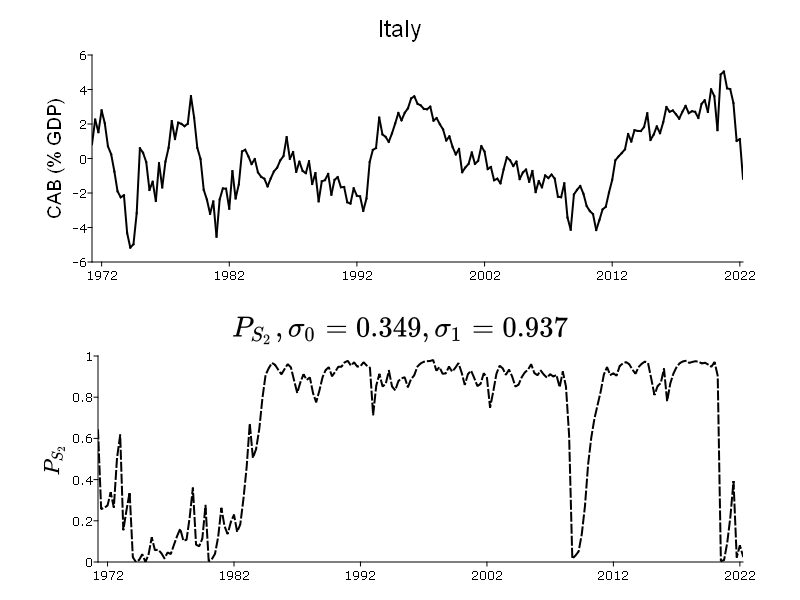 Italy
CAB (% GDP)
6
4
2
0
-2
-4
-6
1972 1982 1992 2002 2012 2022
P_{S_2}, σ_0 = 0.349, σ_1 = 0.937
P_{S_2}
1
0.8
0.6
0.4
0.2
0
1972 1982 1992 2002 2012 2022